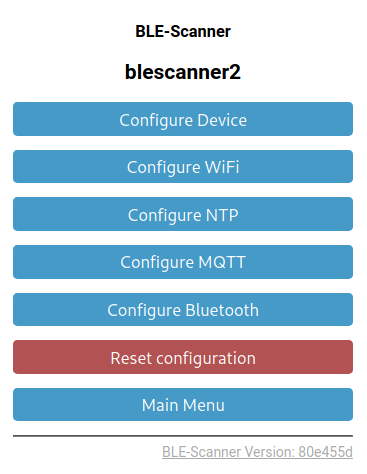 BLE-Scanner
blescanner2
Configure Device
Configure WiFi
Configure NTP
Configure MQTT
Configure Bluetooth
Reset configuration
Main Menu
BLE-Scanner Version: 80e455d